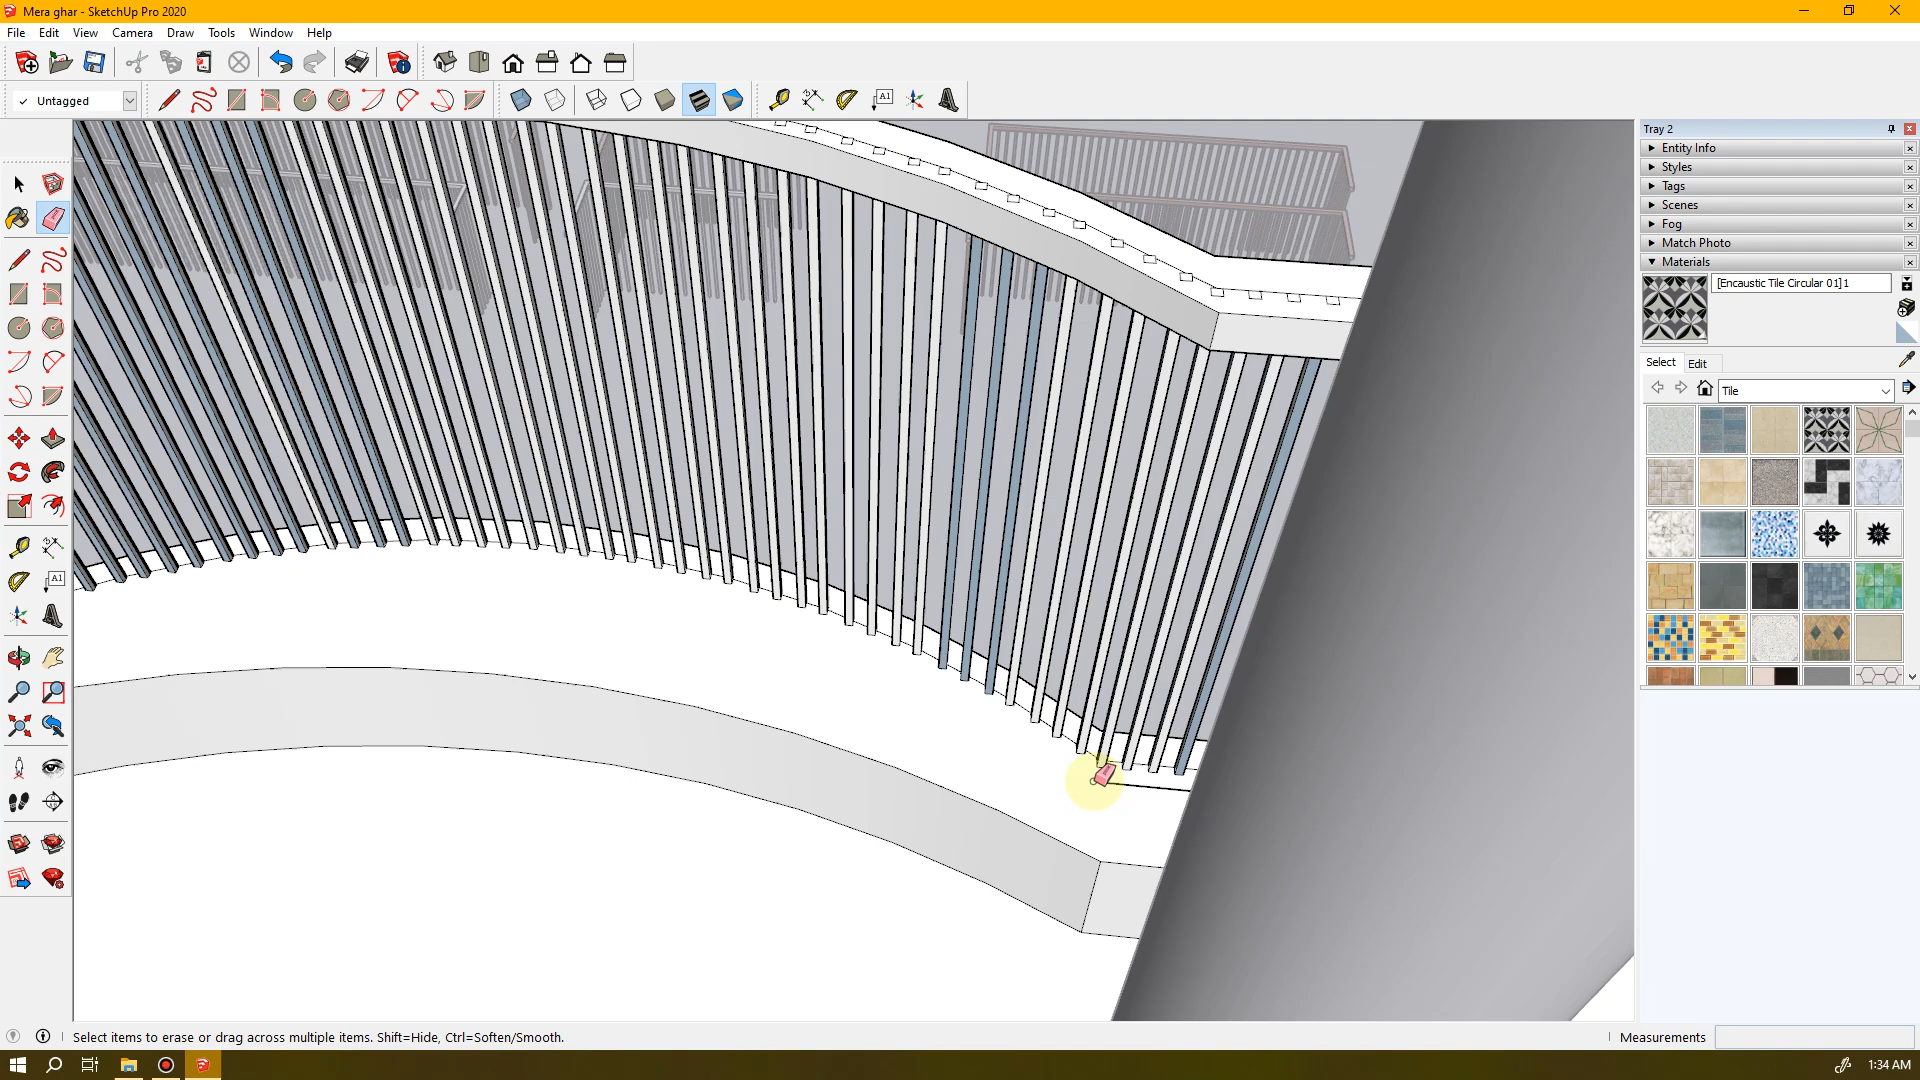 Mera ghar - SketchUp Pro 2020
File Edit View Camera Draw Tools Window Help
✓ Untagged
A1
Tray 2
Entity Info
Styles
Tags
Scenes
Fog
Match Photo
Materials
[Encaustic Tile Circular 01]1
Select Edit
Tile
A1
Select items to erase or drag across multiple items. Shift=Hide, Ctrl=Soften/Smooth.
Measurements
1:34 AM